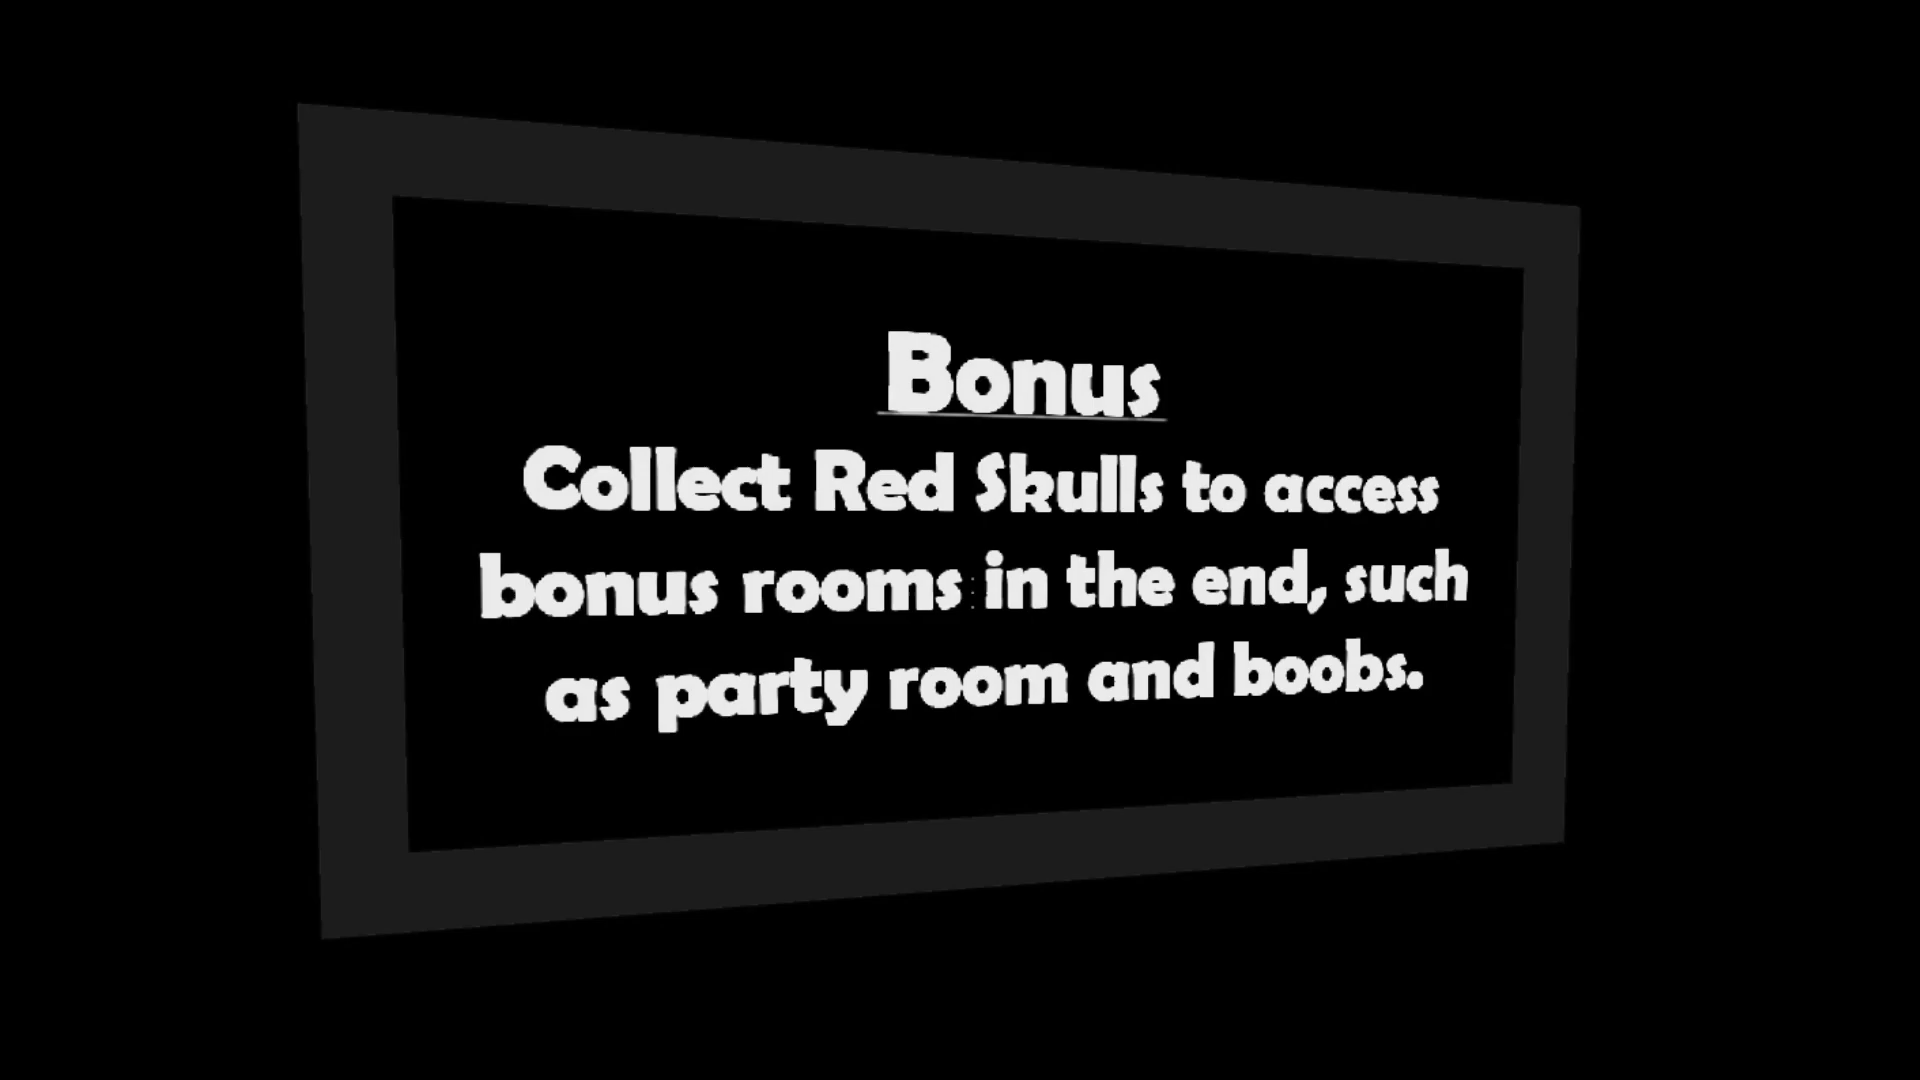 Bonus
Collect Red Skulls to access
bonus rooms in the end, such
as party room and boobs.